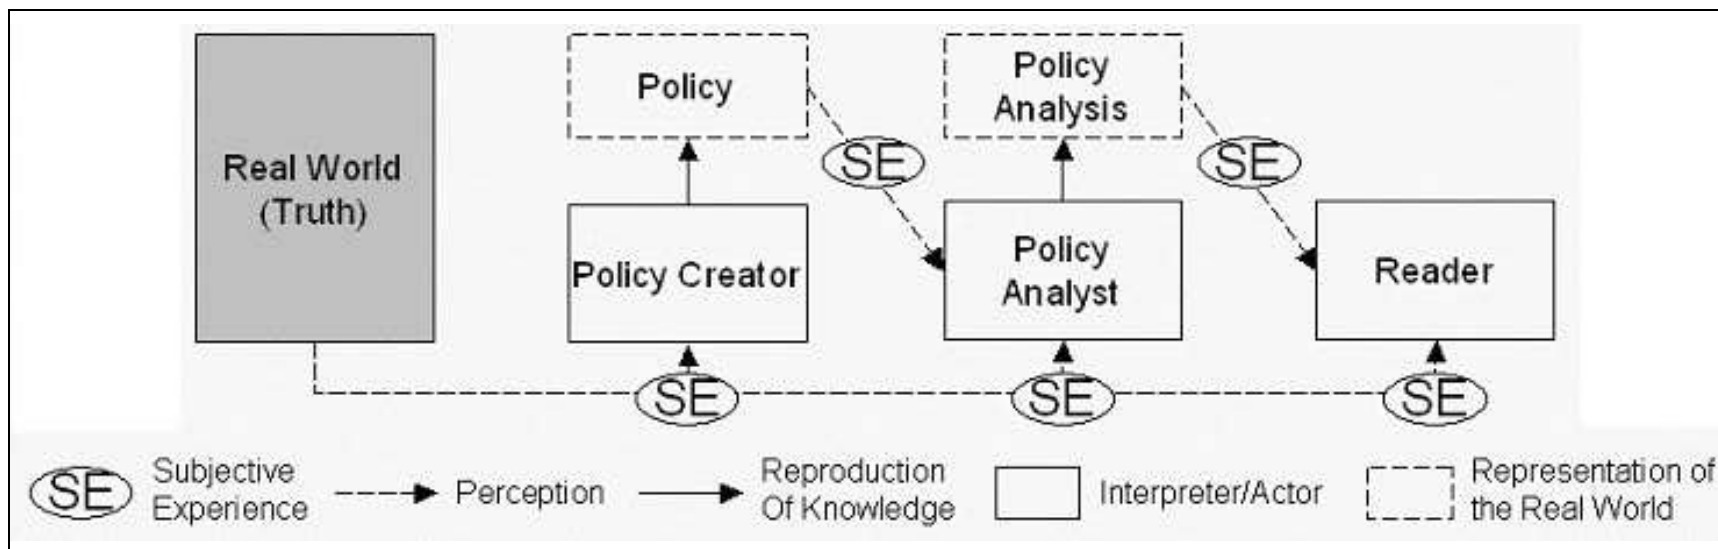 Real World
(Truth)
Policy
Policy
Analysis
SE
SE
Policy Creator
Policy
Analyst
Reader
SE
SE
SE
SE
Subjective
Experience
Perception
Reproduction
Of Knowledge
Interpreter/Actor
Representation of
the Real World